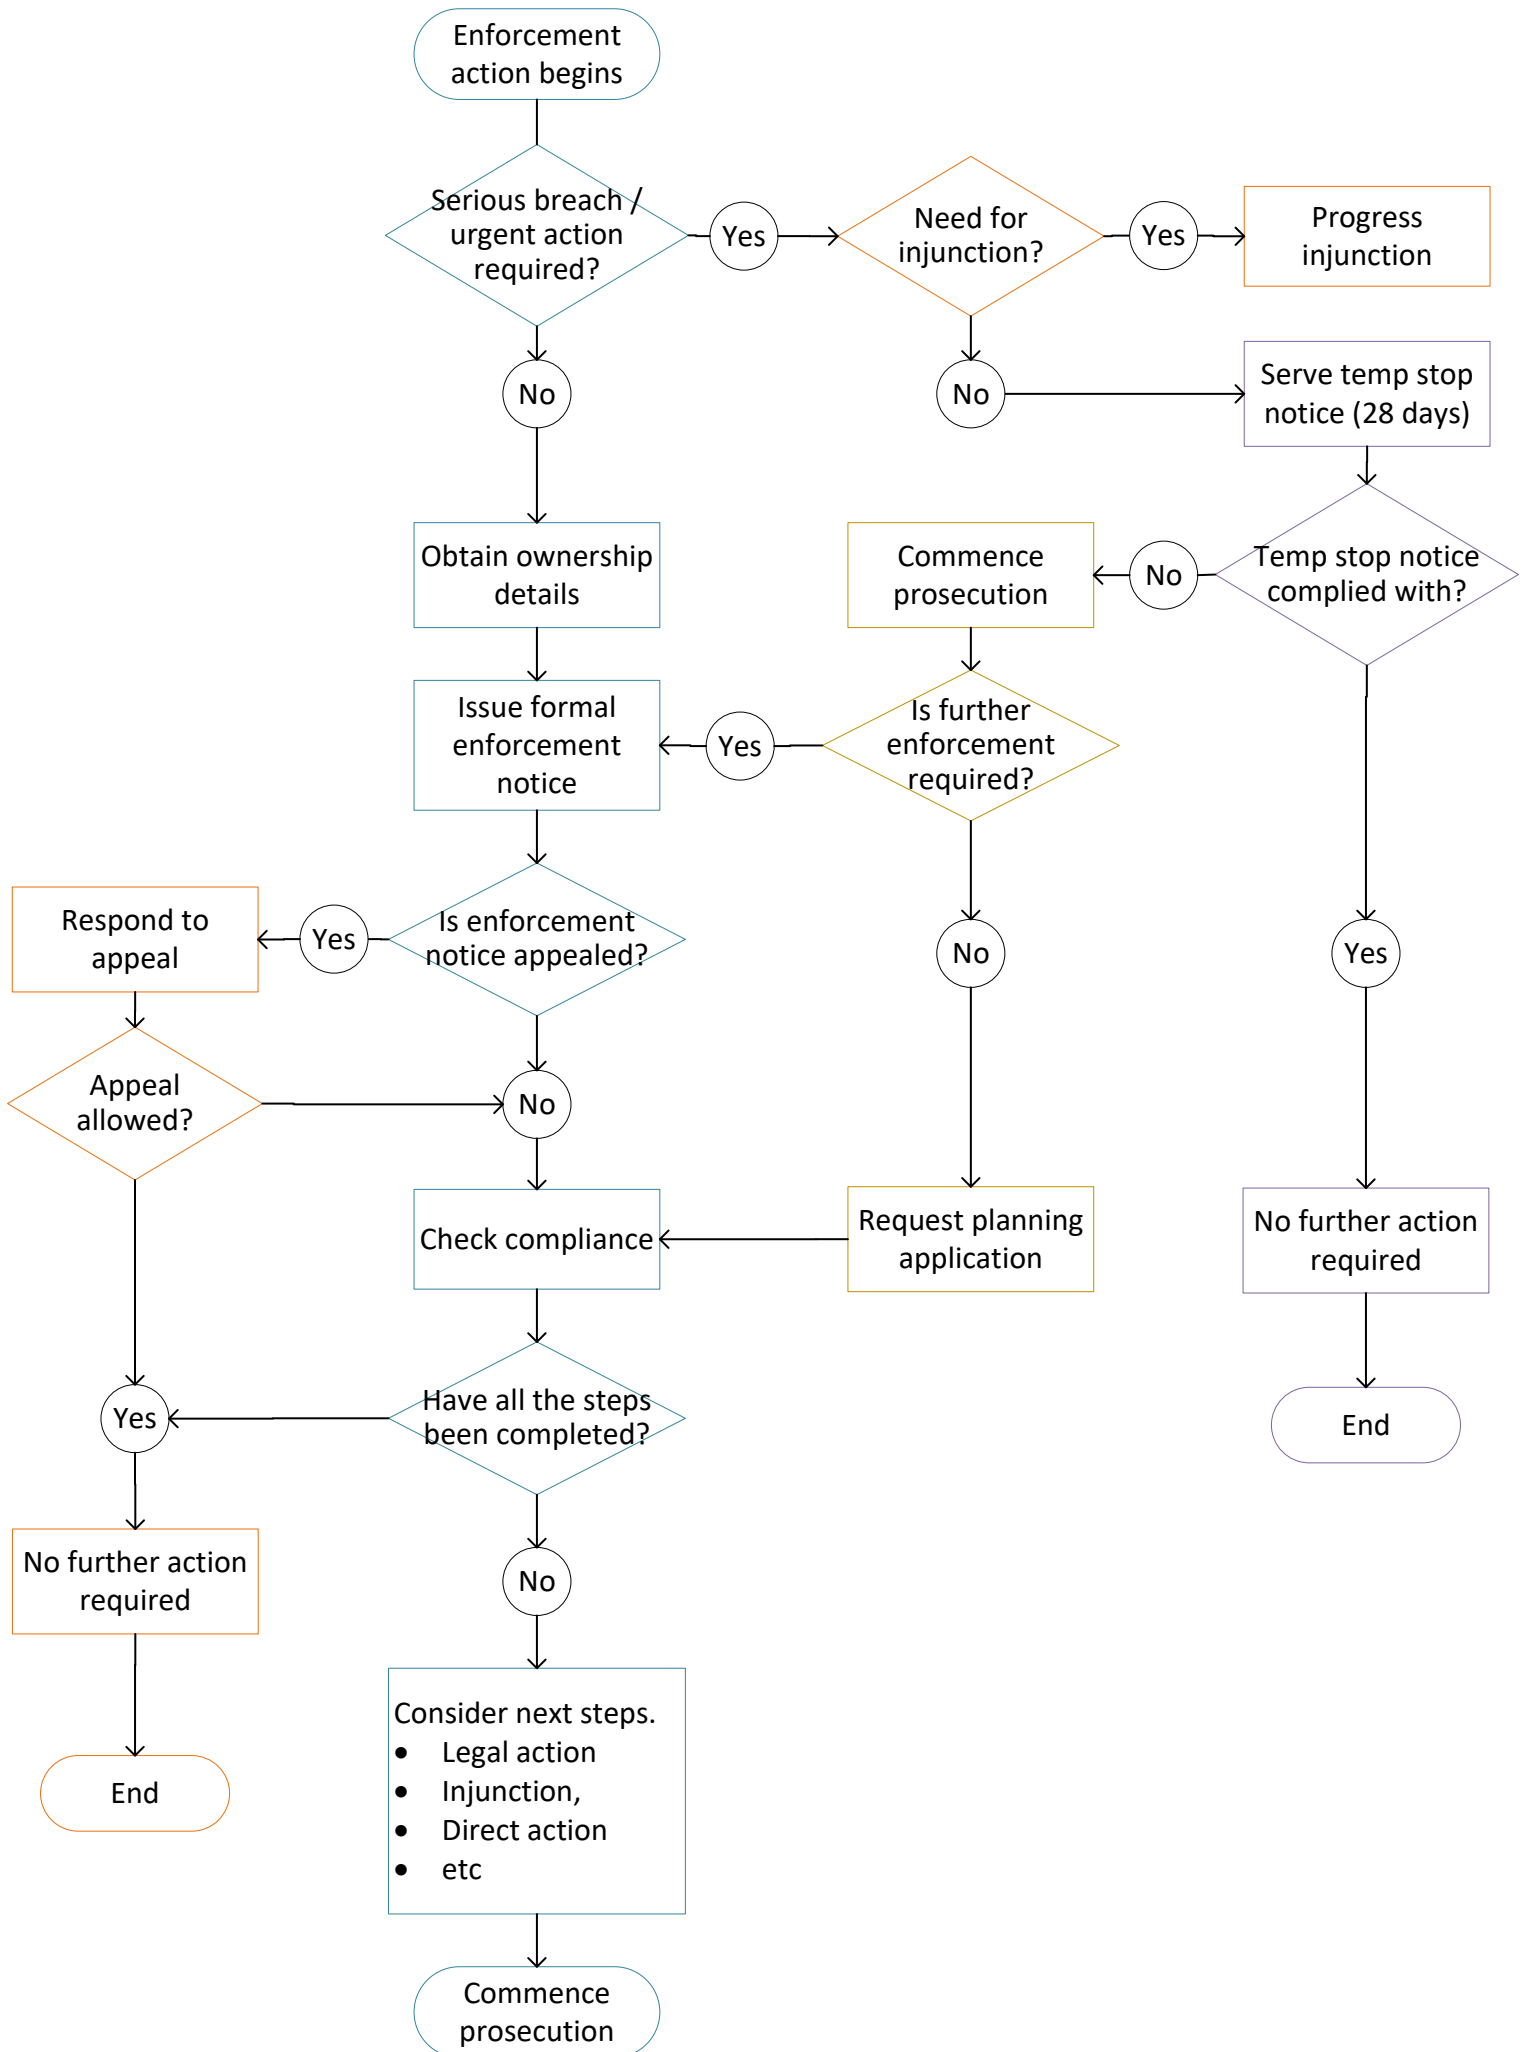 Enforcement
action begins
Serious breach /
urgent action
required?
Yes
Need for
injunction?
Yes
Progress
injunction
No
No
Serve temp stop
notice (28 days)
Obtain ownership
details
Commence
prosecution
No
Temp stop notice
complied with?
Issue formal
enforcement
notice
Yes
Is further
enforcement
required?
Respond to
appeal
Yes
Is enforcement
notice appealed?
No
Yes
Appeal
allowed?
No
Check compliance
Request planning
application
No further action
required
Yes
Have all the steps
been completed?
End
No further action
required
No
Consider next steps.
• Legal action
• Injunction,
• Direct action
• etc
End
Commence
prosecution